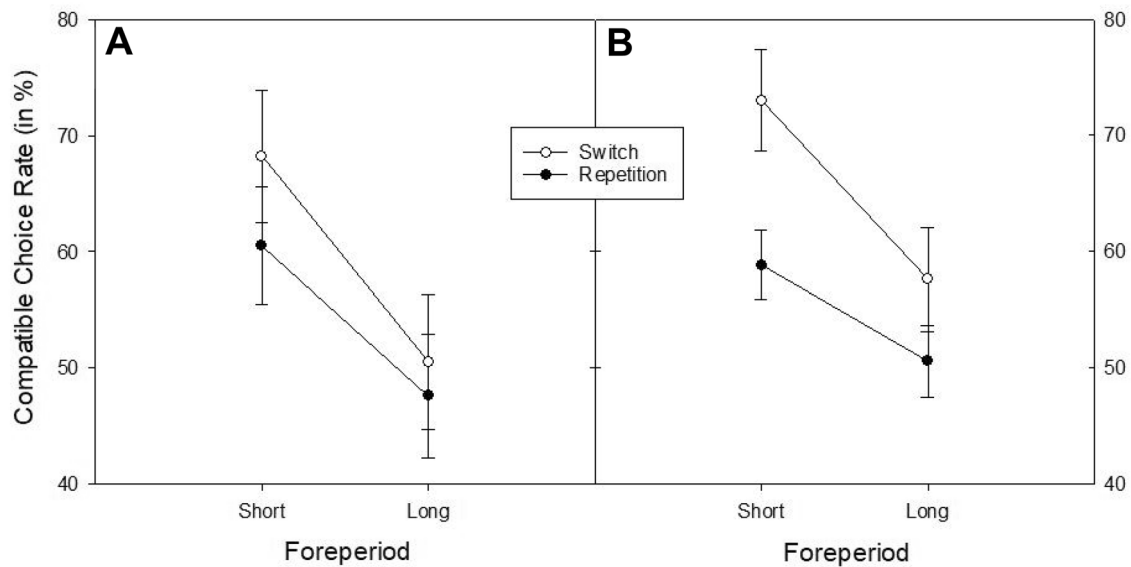 A
B
Compatible Choice Rate (in %)
80
70
60
50
40
Switch
Repetition
80
70
60
50
40
Short
Long
Short
Long
Foreperiod
Foreperiod